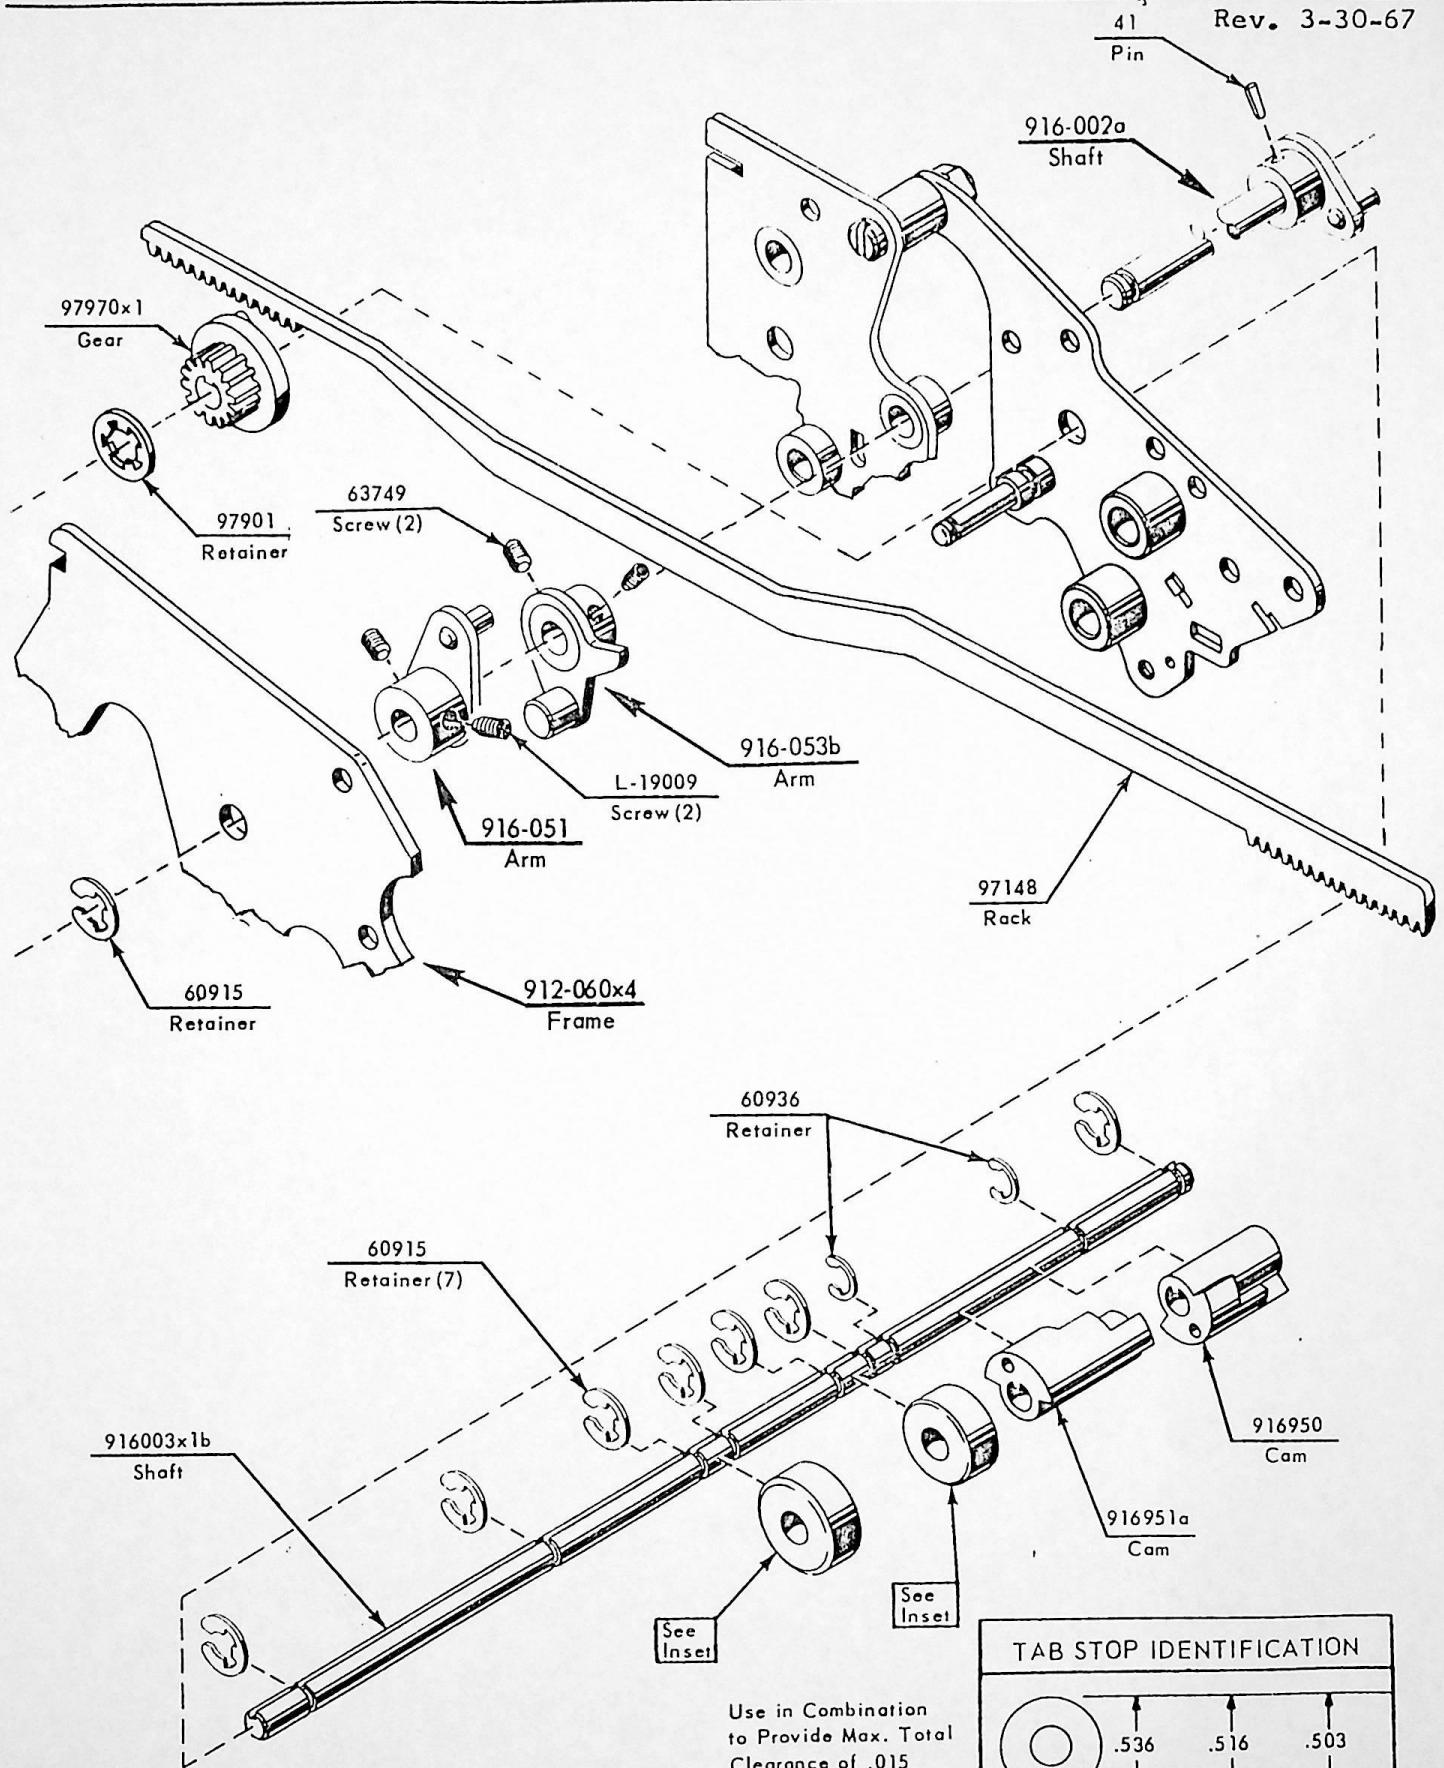 Rev. 3-30-67
41
Pin
916-002a
Shaft
97970x1
Gear
97901
Retainer
63749
Screw (2)
916-053b
Arm
L-19009
Screw (2)
916-051
Arm
97148
Rack
60915
Retainer
912-060x4
Frame
60936
Retainer
60915
Retainer (7)
916003x1b
Shaft
916950
Cam
916951a
Cam
See
Inset
See
Inset
TAB STOP IDENTIFICATION
.536 .516 .503
Use in Combination
to Provide Max. Total
Clearance of .015